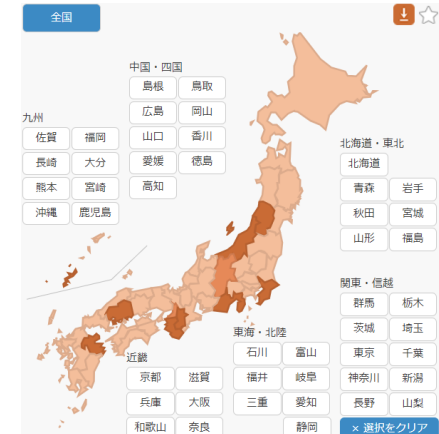 全国
中国・四国
島根 鳥取
広島 岡山
山口 香川
愛媛 徳島
高知
九州
佐賀 福岡
長崎 大分
熊本 宮崎
沖縄 鹿児島
北海道・東北
北海道
青森 岩手
秋田 宮城
山形 福島
関東・信越
群馬 栃木
茨城 埼玉
東京 千葉
神奈川 新潟
長野 山梨
× 選択をクリア
東海・北陸
石川 富山
福井 岐阜
三重 愛知
静岡
近畿
京都 滋賀
兵庫 大阪
和歌山 奈良